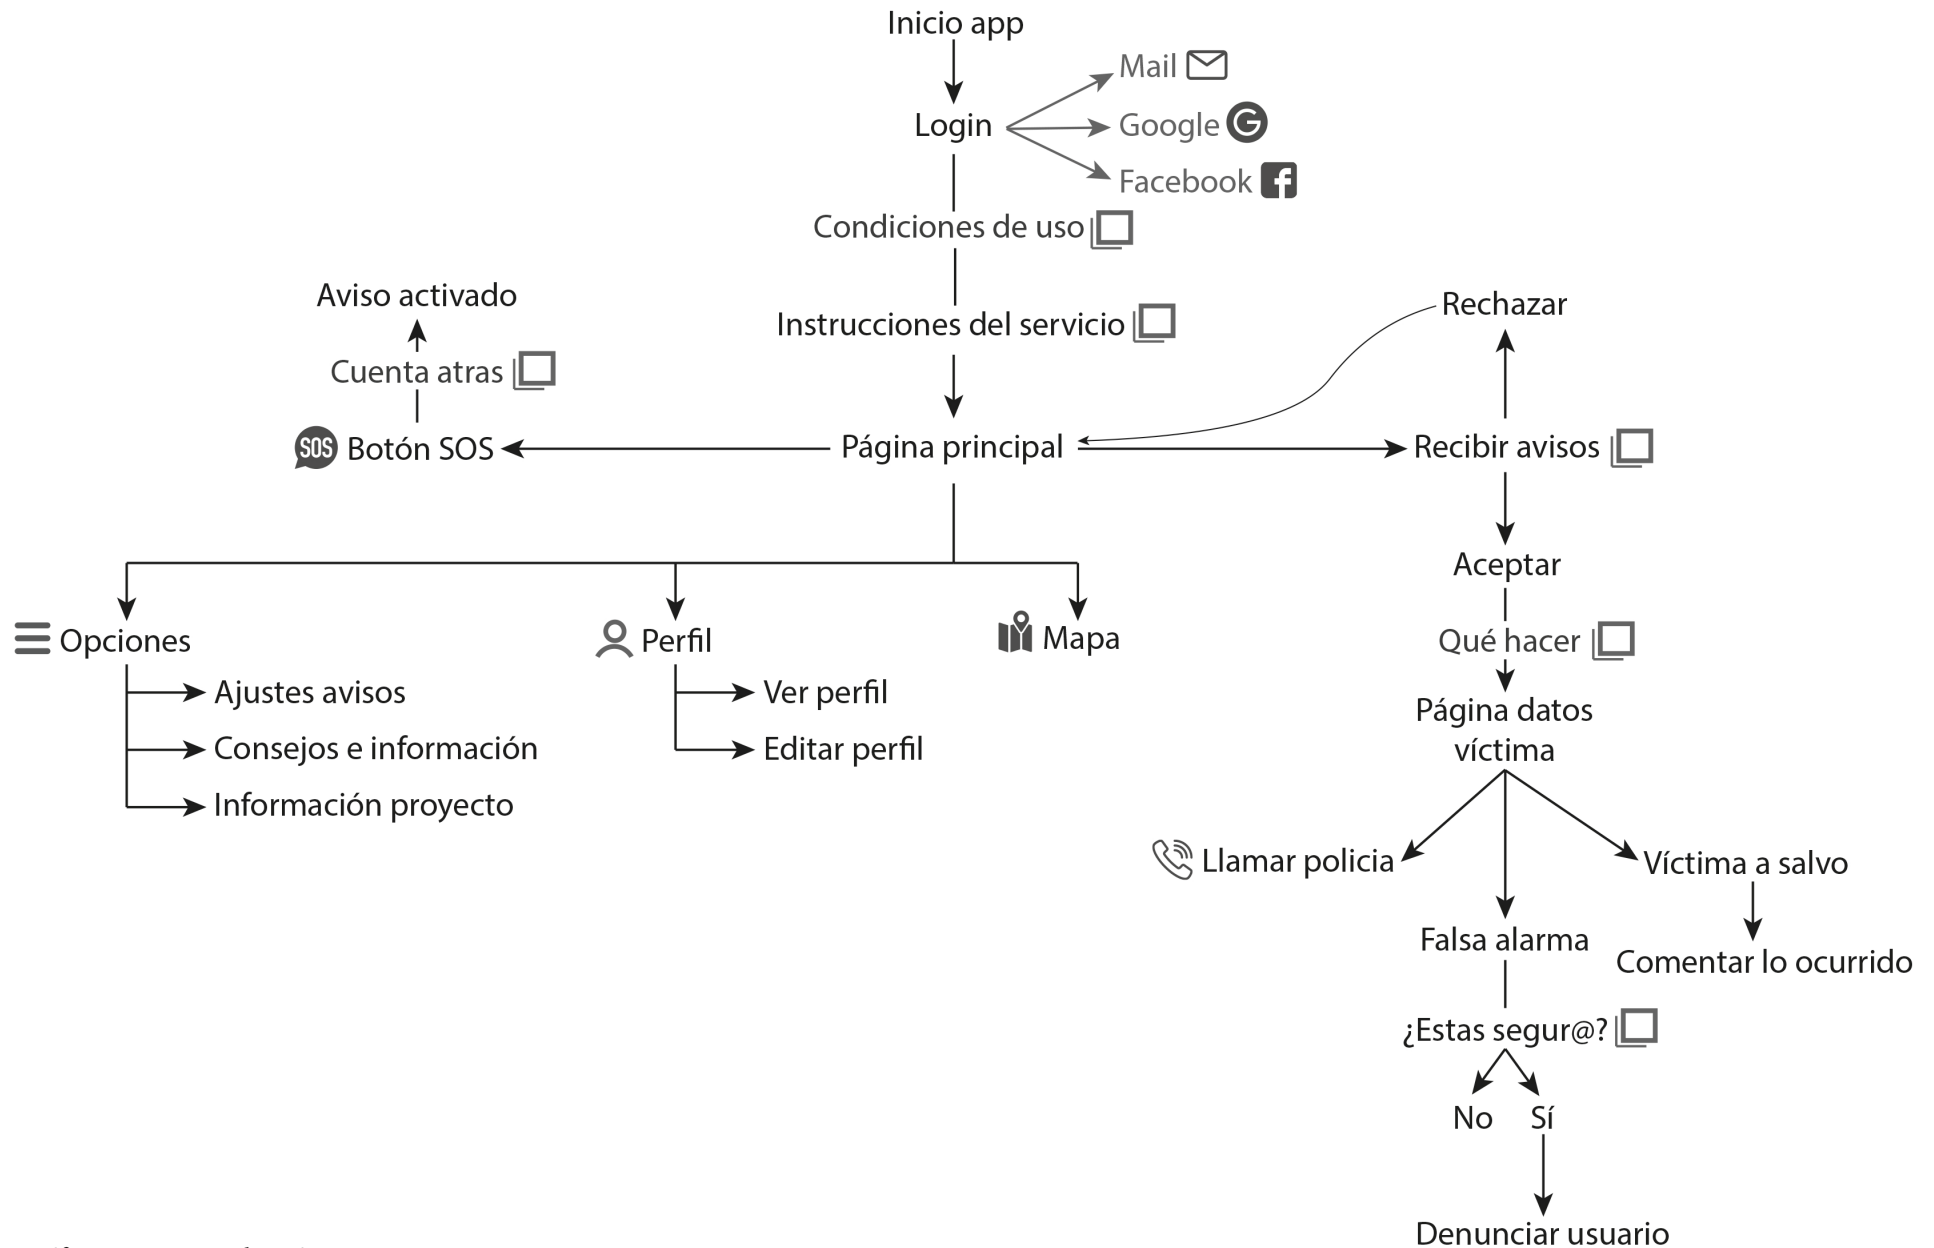 Inicio app
Mail
Login
Google
Facebook
Condiciones de uso
Aviso activado
Rechazar
Instrucciones del servicio
Cuenta atras
SOS Botón SOS
Página principal
Recibir avisos
Aceptar
Opciones
Perfil
Mapa
Qué hacer
Ajustes avisos
Ver perfil
Página datos
víctima
Consejos e información
Editar perfil
Información proyecto
Llamar policia
Víctima a salvo
Falsa alarma
Comentar lo ocurrido
¿Estas segur@?
No
Sí
Denunciar usuario